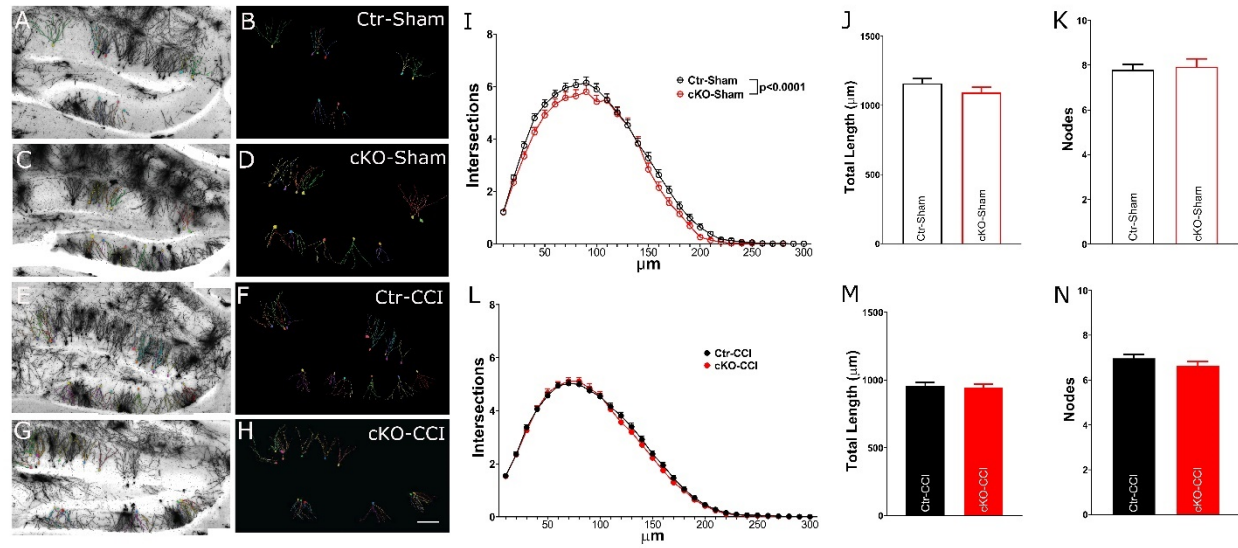 A
B
Ctr-Sham
C
D
cKO-Sham
E
F
Ctr-CCI
G
H
cKO-CCI
I
8
6
4
2
0
Intersections
50
100
150
200
250
300
µm
Ctr-Sham
cKO-Sham
p<0.0001
J
1500
1000
500
0
Total Length (µm)
Ctr-Sham
cKO-Sham
K
10
8
6
4
2
0
Nodes
Ctr-Sham
cKO-Sham
L
8
6
4
2
0
Intersections
50
100
150
200
250
300
µm
Ctr-CCI
cKO-CCI
M
1500
1000
500
0
Total Length (µm)
Ctr-CCI
cKO-CCI
N
10
8
6
4
2
0
Nodes
Ctr-CCI
cKO-CCI